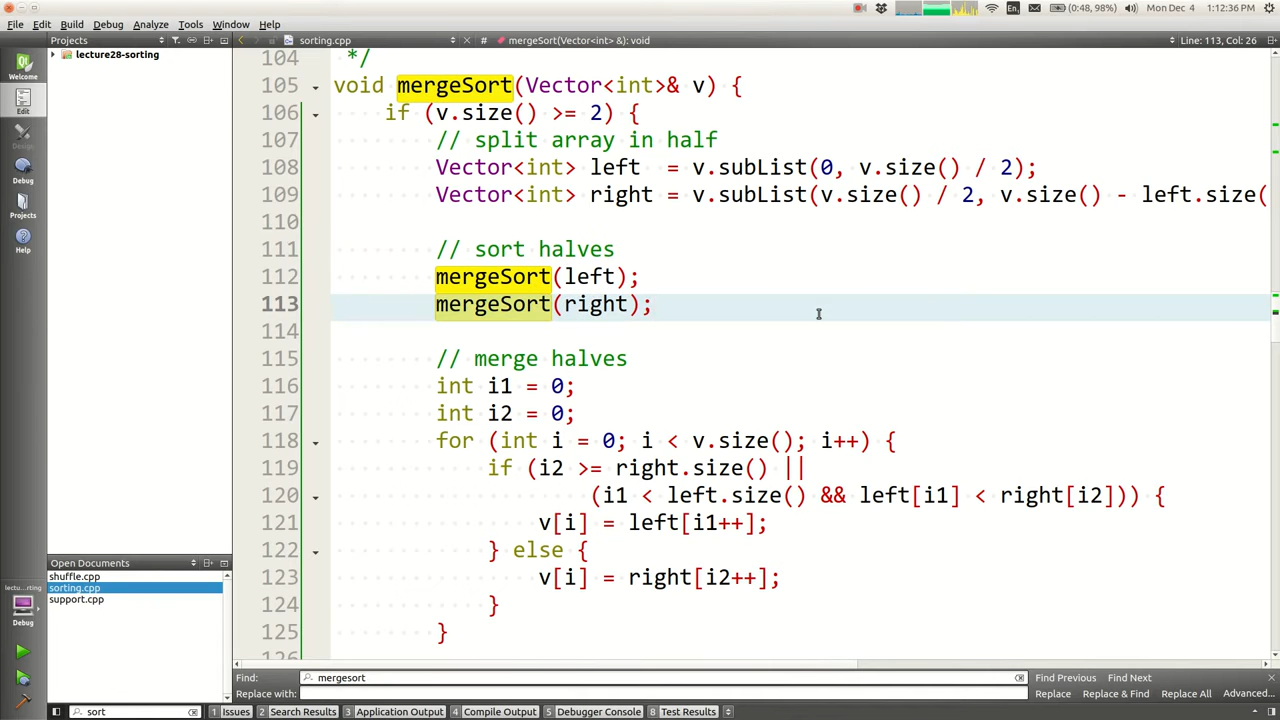 En
(0:48, 98%)
Mon Dec 4
1:12:36 PM
File Edit Build Debug Analyze Tools Window Help
Projects
sorting.cpp
# mergeSort(Vector<int> &): void
Line: 113, Col: 26
lecture28-sorting
Welcome
Edit
Design
Debug
Projects
Help
104 */
105 void mergeSort(Vector<int>& v) {
106 if (v.size() >= 2) {
107 // split array in half
108 Vector<int> left = v.subList(0, v.size() / 2);
109 Vector<int> right = v.subList(v.size() / 2, v.size() - left.size(
110
111 // sort halves
112 mergeSort(left);
113 mergeSort(right);
114
115 // merge halves
116 int i1 = 0;
117 int i2 = 0;
118 for (int i = 0; i < v.size(); i++) {
119 if (i2 >= right.size() ||
120 (i1 < left.size() && left[i1] < right[i2])) {
121 v[i] = left[i1++];
122 } else {
123 v[i] = right[i2++];
124 }
125 }
Open Documents
shuffle.cpp
sorting.cpp
support.cpp
lectu...rting
Debug
Find: mergesort
Find Previous Find Next
Replace with:
Replace Replace & Find Replace All Advanced...
sort
1 Issues 2 Search Results 3 Application Output 4 Compile Output 5 Debugger Console 8 Test Results